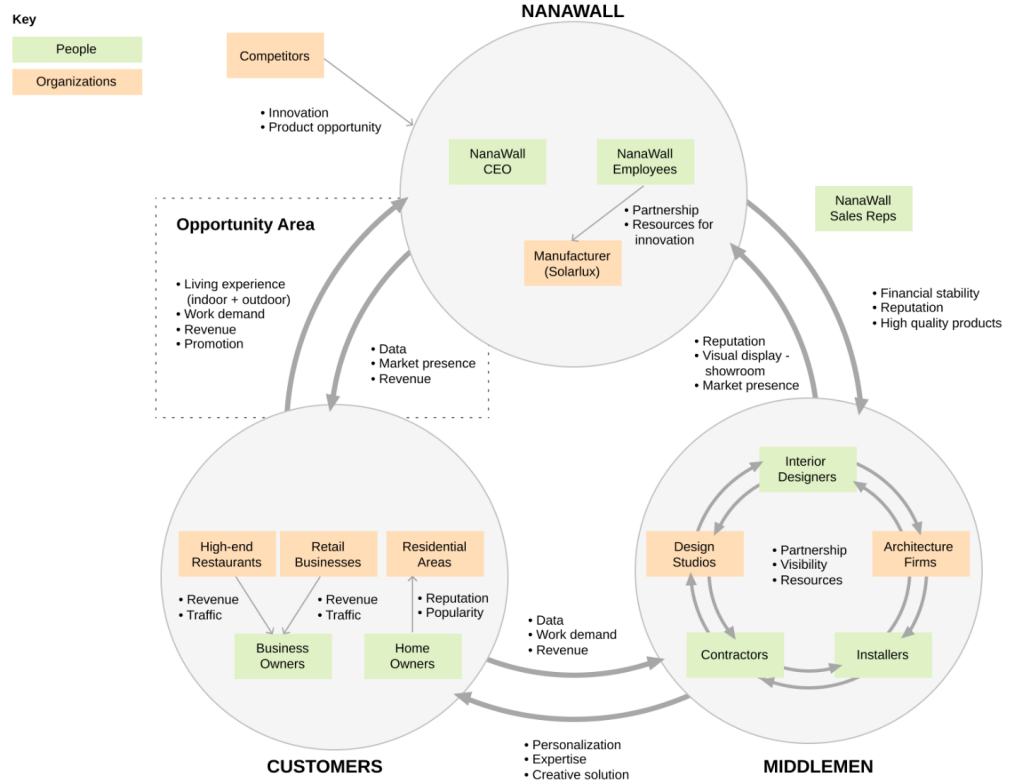 NANAWALL
Key
People
Organizations
Competitors
• Innovation
• Product opportunity
NanaWall
CEO
NanaWall
Employees
• Partnership
• Resources for
innovation
Manufacturer
(Solarlux)
NanaWall
Sales Reps
Opportunity Area
• Living experience
(indoor + outdoor)
• Work demand
• Revenue
• Promotion
• Data
• Market presence
• Revenue
• Reputation
• Visual display -
showroom
• Market presence
• Financial stability
• Reputation
• High quality products
High-end
Restaurants
Retail
Businesses
Residential
Areas
• Revenue
• Traffic
• Revenue
• Traffic
• Reputation
• Popularity
Business
Owners
Home
Owners
CUSTOMERS
• Data
• Work demand
• Revenue
• Personalization
• Expertise
• Creative solution
Interior
Designers
Design
Studios
• Partnership
• Visibility
• Resources
Architecture
Firms
Contractors
Installers
MIDDLEMEN